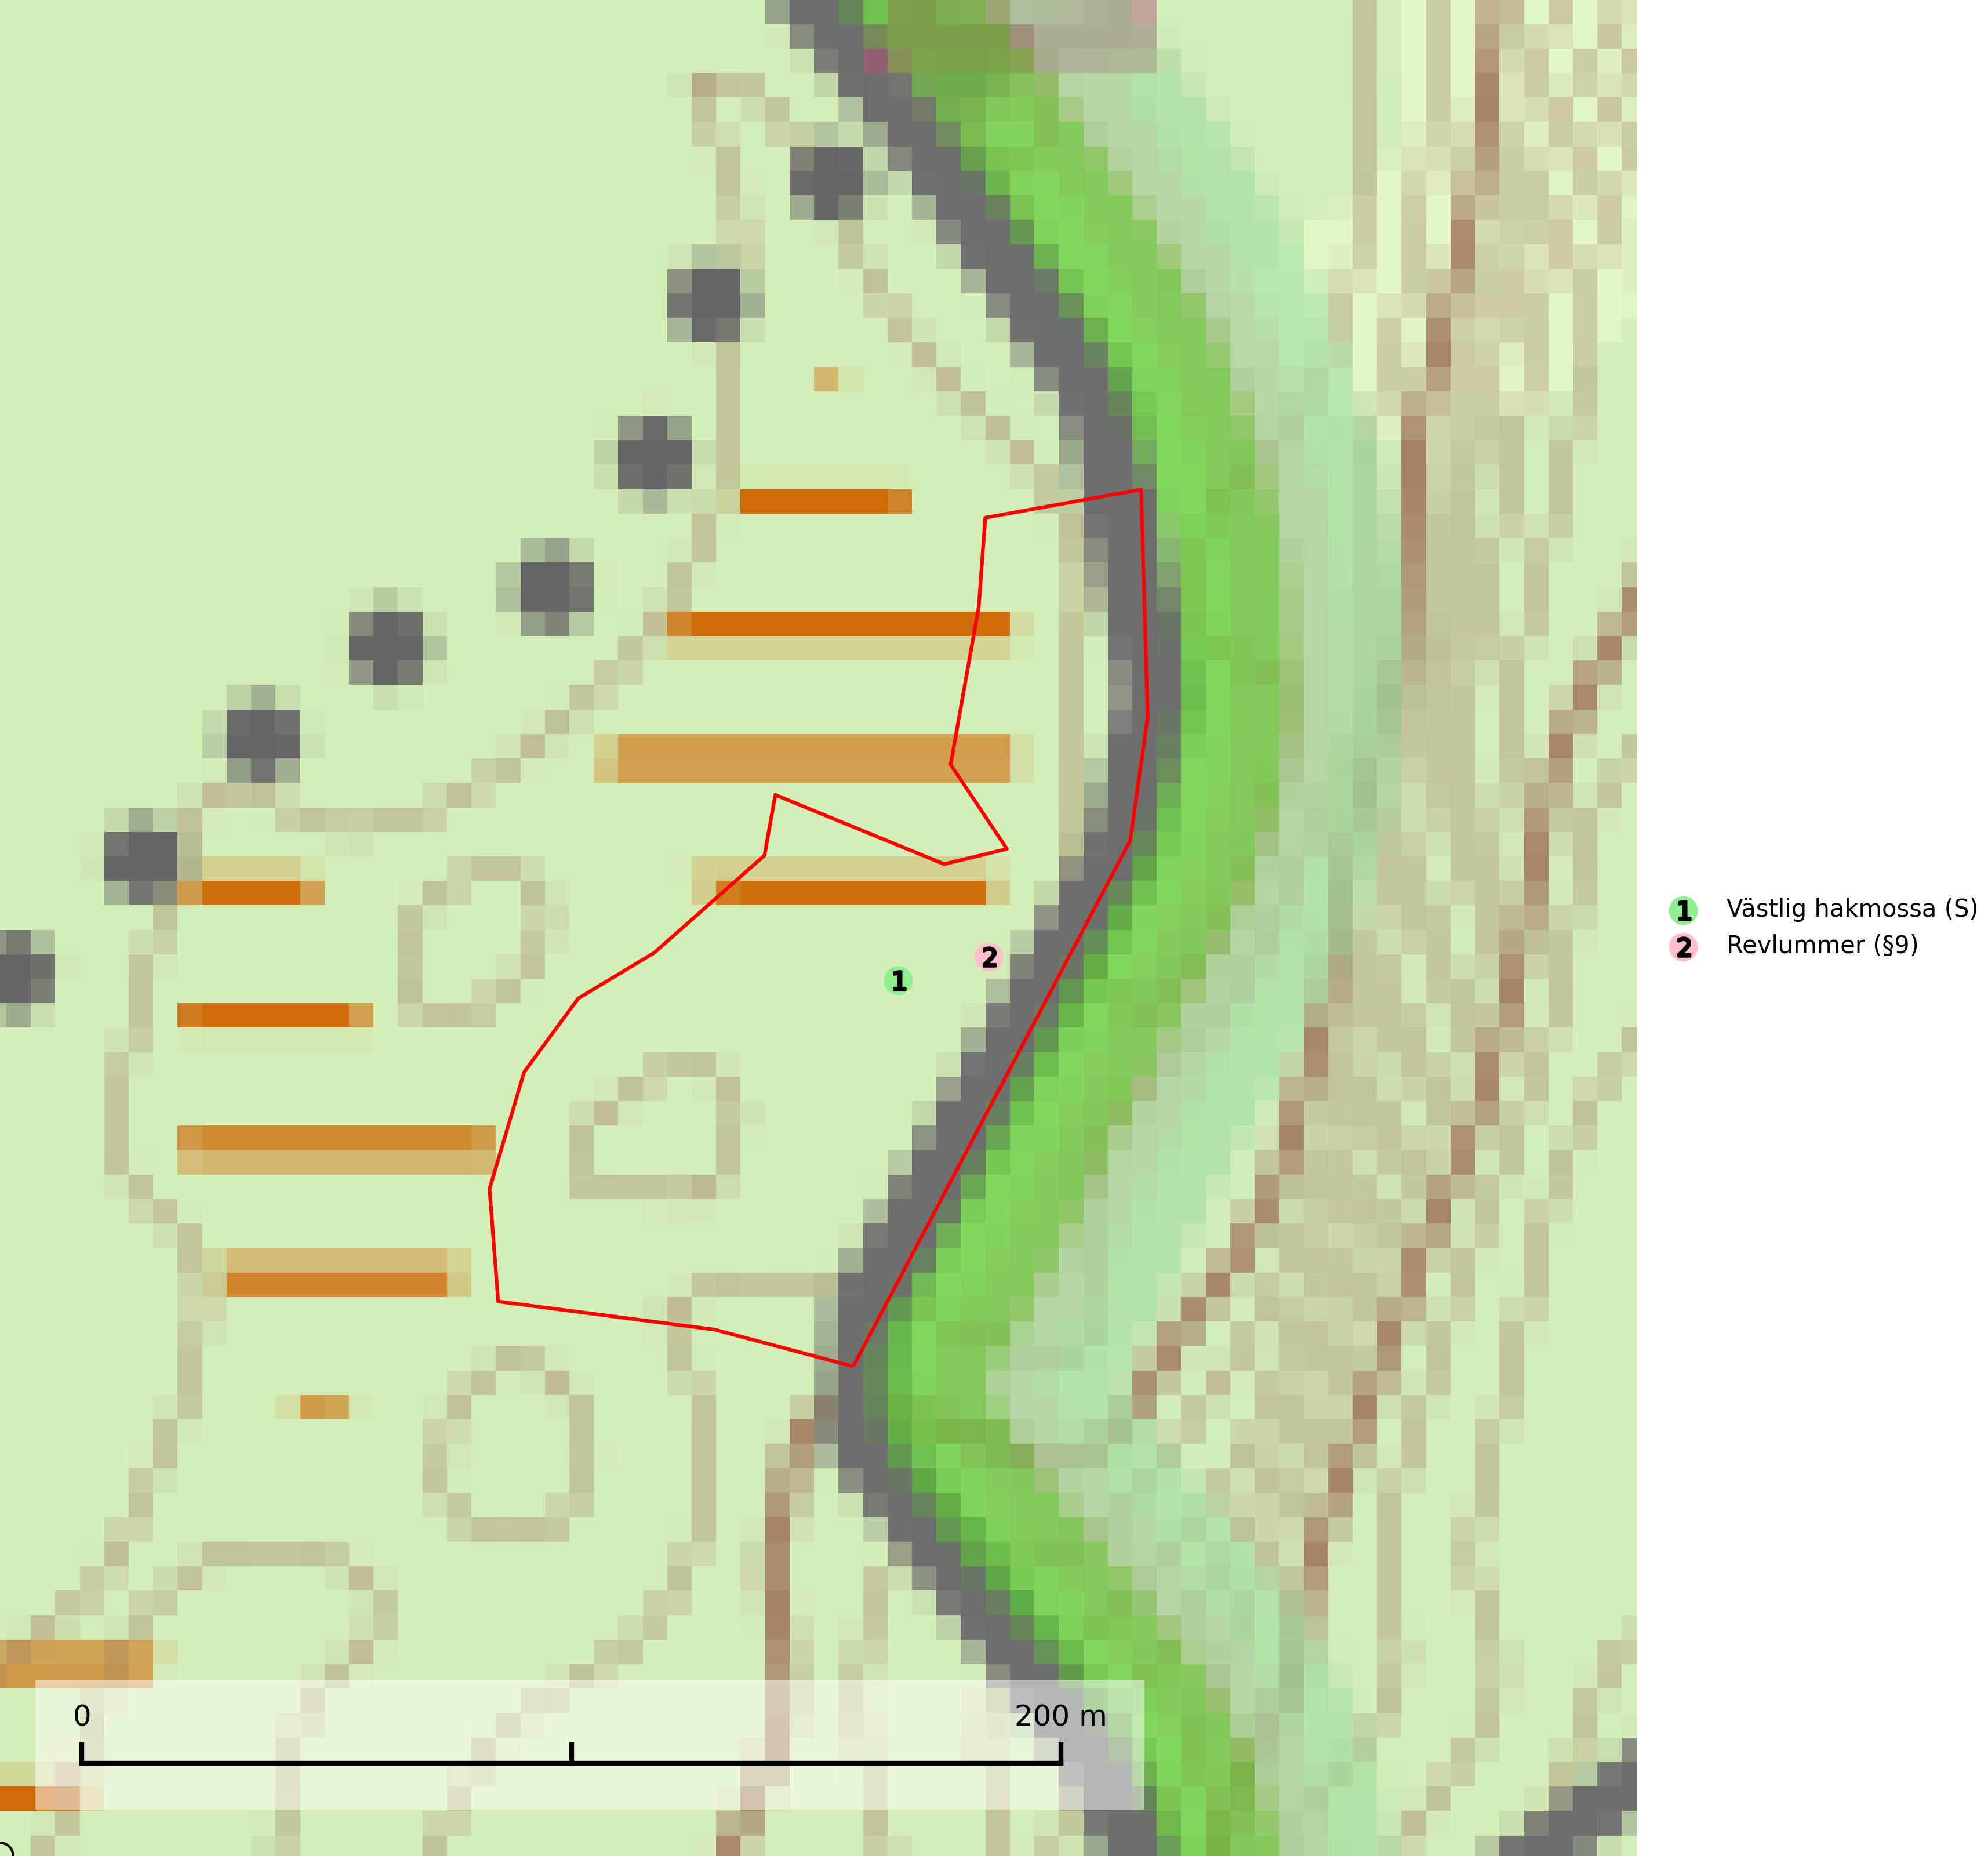 1 Västlig hakmossa (S)
2 Revlummer (§9)
2
1
0 200 m